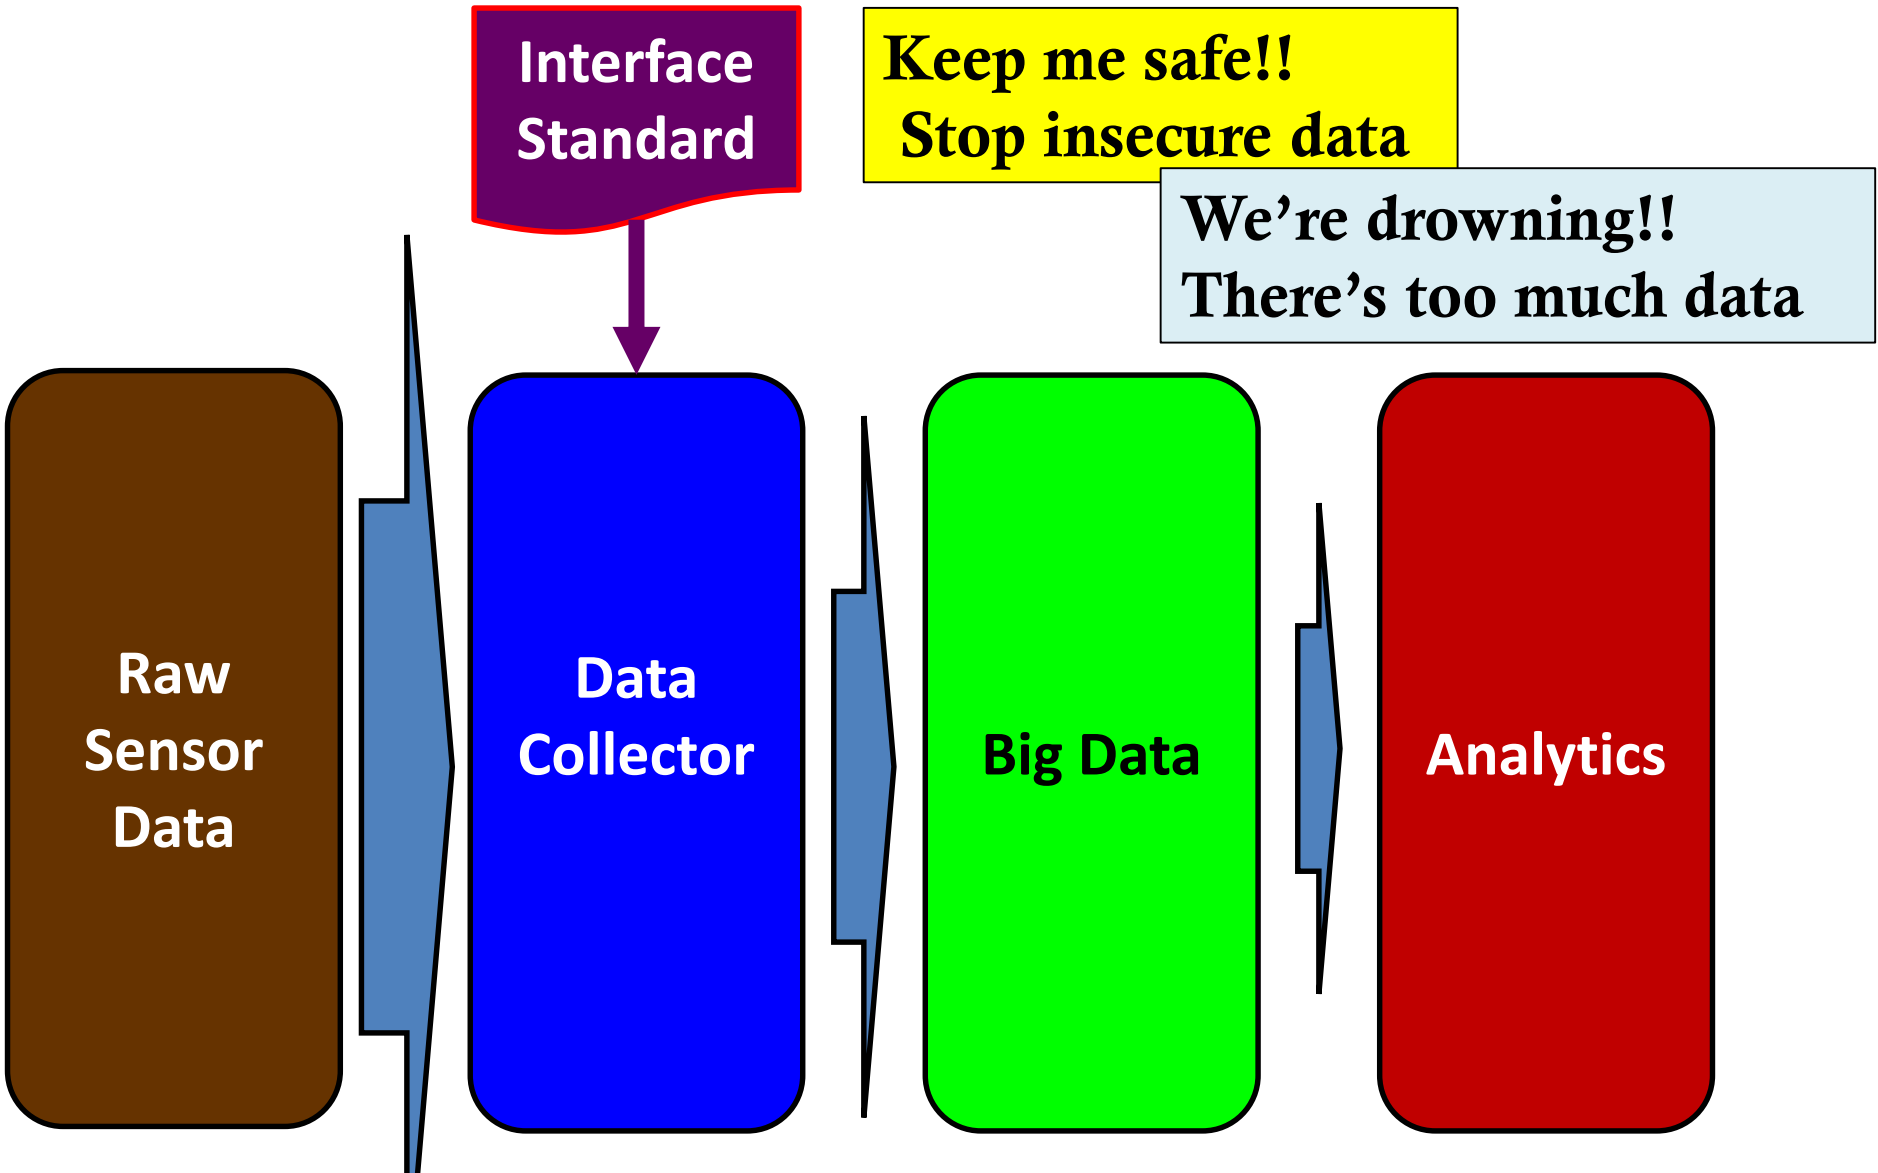 Interface
Standard
Keep me safe!!
Stop insecure data
We’re drowning!!
There’s too much data
Raw
Sensor
Data
Data
Collector
Big Data
Analytics